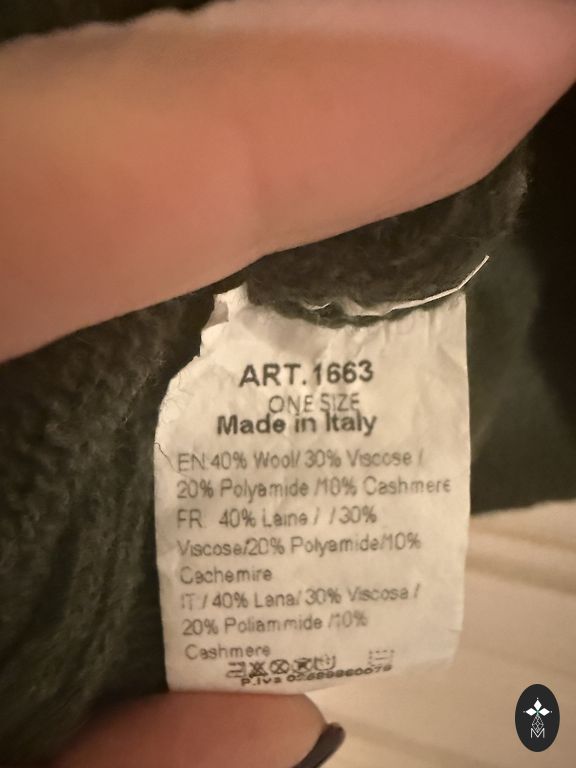 ART.1663
ONE SIZE
Made in Italy
EN 40% Wool/ 30% Viscose /
20% Polyamide /10% Cashmere
FR 40% Laine / /30%
Viscose/20% Polyamide/10%
Cachemire
IT / 40% Lana/ 30% Viscosa /
20% Poliammide /10%
Cashmere
P.Iva
M